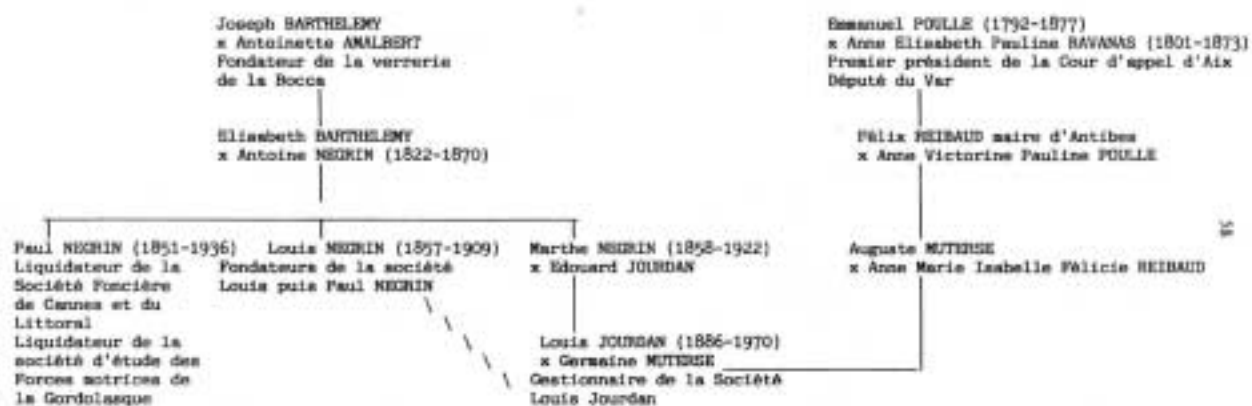 Joseph BARTHELEMY
x Antoinette AMALBERT
Fondateur de la verrerie
de la Bocca
Emmanuel POULLE (1792-1877)
x Anne Elisabeth Pauline RAVANAS (1801-1873)
Premier président de la Cour d'appel d'Aix
Député du Var
Elisabeth BARTHELEMY
x Antoine NEGRIN (1822-1870)
Félix REIBAUD maire d'Antibes
x Anne Victorine Pauline POULLE
Paul NEGRIN (1851-1936)
Liquidateur de la
Société Foncière
de Cannes et du
Littoral
Liquidateur de la
société d'étude des
Forces motrices de
la Gordolasque
Louis NEGRIN (1857-1909)
Fondateurs de la société
Louis puis Paul NEGRIN
Marthe NEGRIN (1858-1922)
x Edouard JOURDAN
Auguste MUTERSE
x Anne Marie Isabelle Félicie REIBAUD
Louis JOURDAN (1886-1970)
x Germaine MUTERSE
Gestionnaire de la Société
Louis Jourdan
58